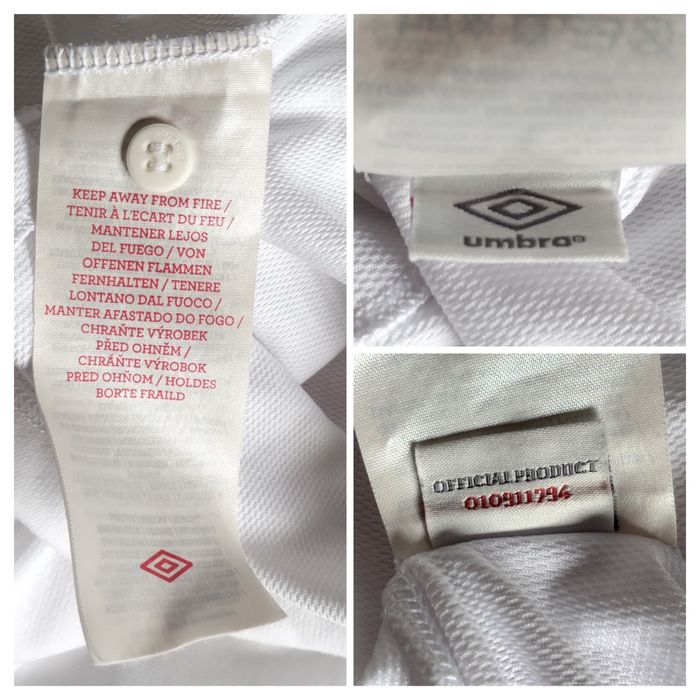 KEEP AWAY FROM FIRE /
TENIR À L'ECART DU FEU /
MANTENER LEJOS
DEL FUEGO / VON
OFFENEN FLAMMEN
FERNHALTEN / TENERE
LONTANO DAL FUOCO /
MANTER AFASTADO DO FOGO /
CHRAŇTE VÝROBEK
PŘED OHNĚM /
CHRÁŇTE VÝROBOK
PRED OHŇOM / HOLDES
BORTE FRAILD
umbro®
OFFICIAL PRODUCT
010911794